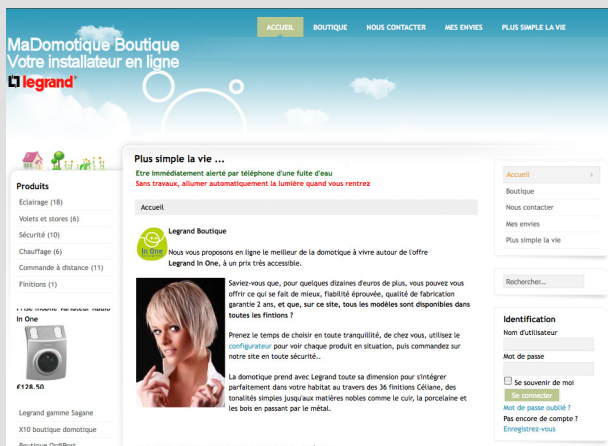 ACCUEIL BOUTIQUE NOUS CONTACTER MES ENVIES PLUS SIMPLE LA VIE
MaDomotique Boutique
Votre installateur en ligne
legrand®
Produits
Eclairage (18)
Volets et stores (6)
Sécurité (10)
Chauffage (6)
Commande à distance (11)
Finitions (1)
Prise mobile variateur Radio
In One
€128.50
Legrand gamme Sagane
X10 boutique domotique
Boutique OrdiPort
Plus simple la vie ...
Etre immédiatement alerté par téléphone d'une fuite d'eau
Sans travaux, allumer automatiquement la lumière quand vous rentrez
Accueil
In One
Legrand Boutique
Nous vous proposons en ligne le meilleur de la domotique à vivre autour de l'offre
Legrand In One, à un prix très accessible.
Saviez-vous que, pour quelques dizaines d'euros de plus, vous pouvez vous
offrir ce qui se fait de mieux, fiabilité éprouvée, qualité de fabrication
garantie 2 ans, et que, sur ce site, tous les modèles sont disponibles dans
toutes les fintions ?
Prenez le temps de choisir en toute tranquilité, de chez vous, utilisez le
configurateur pour voir chaque produit en situation, puis commandez sur
notre site en toute sécurité..
La domotique prend avec Legrand toute sa dimension pour s'intégrer
parfaitement dans votre habitat au travers des 36 finitions Céliane, des
tonalités simples jusqu'aux matières nobles comme le cuir, la porcelaine et
les bois en passant par le métal.
Accueil
Boutique
Nous contacter
Mes envies
Plus simple la vie
Rechercher...
Identification
Nom d'utilisateur
Mot de passe
Se souvenir de moi
Se connecter
Mot de passe oublié ?
Pas encore de compte ?
Enregistrez-vous